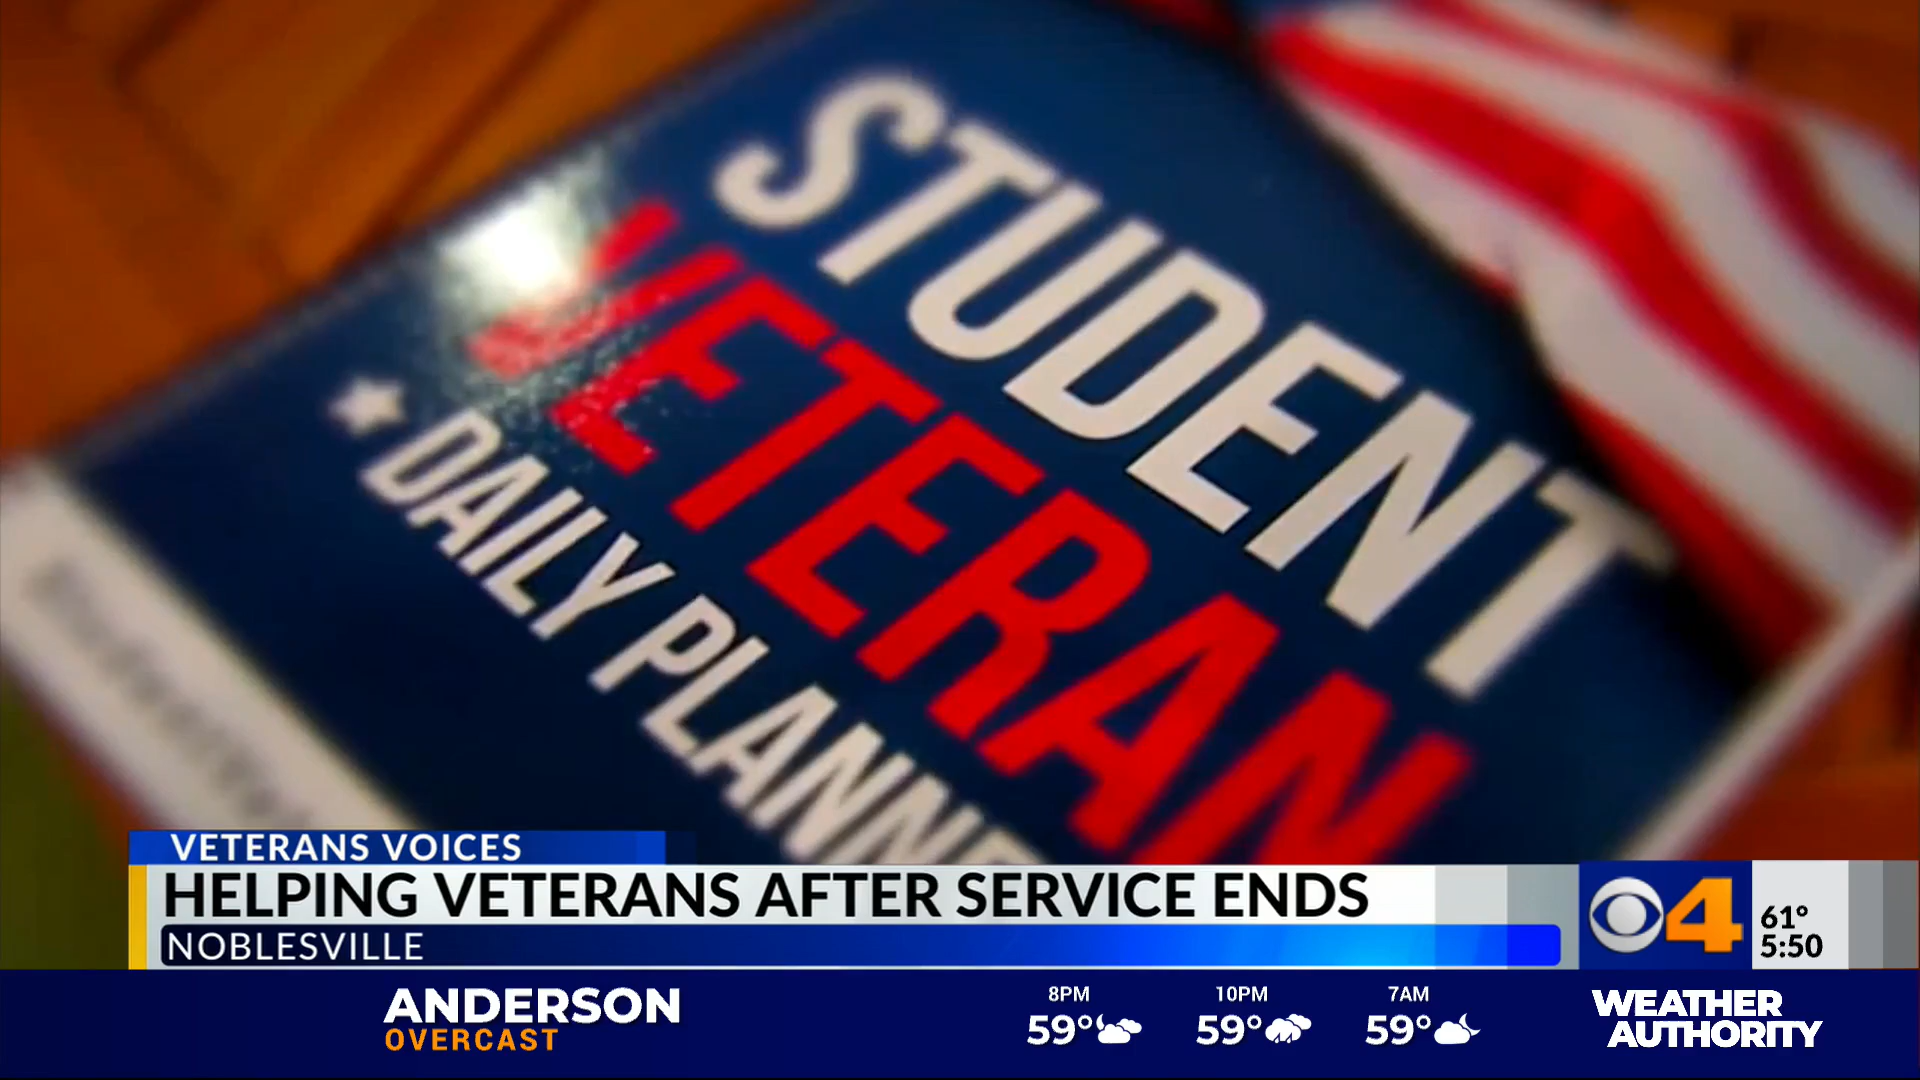 STUDENT
VETERAN
DAILY PLANNE
VETERANS VOICES
HELPING VETERANS AFTER SERVICE ENDS
NOBLESVILLE
4
61°
5:50
ANDERSON
OVERCAST
8PM
59°
10PM
59°
7AM
59°
WEATHER
AUTHORITY